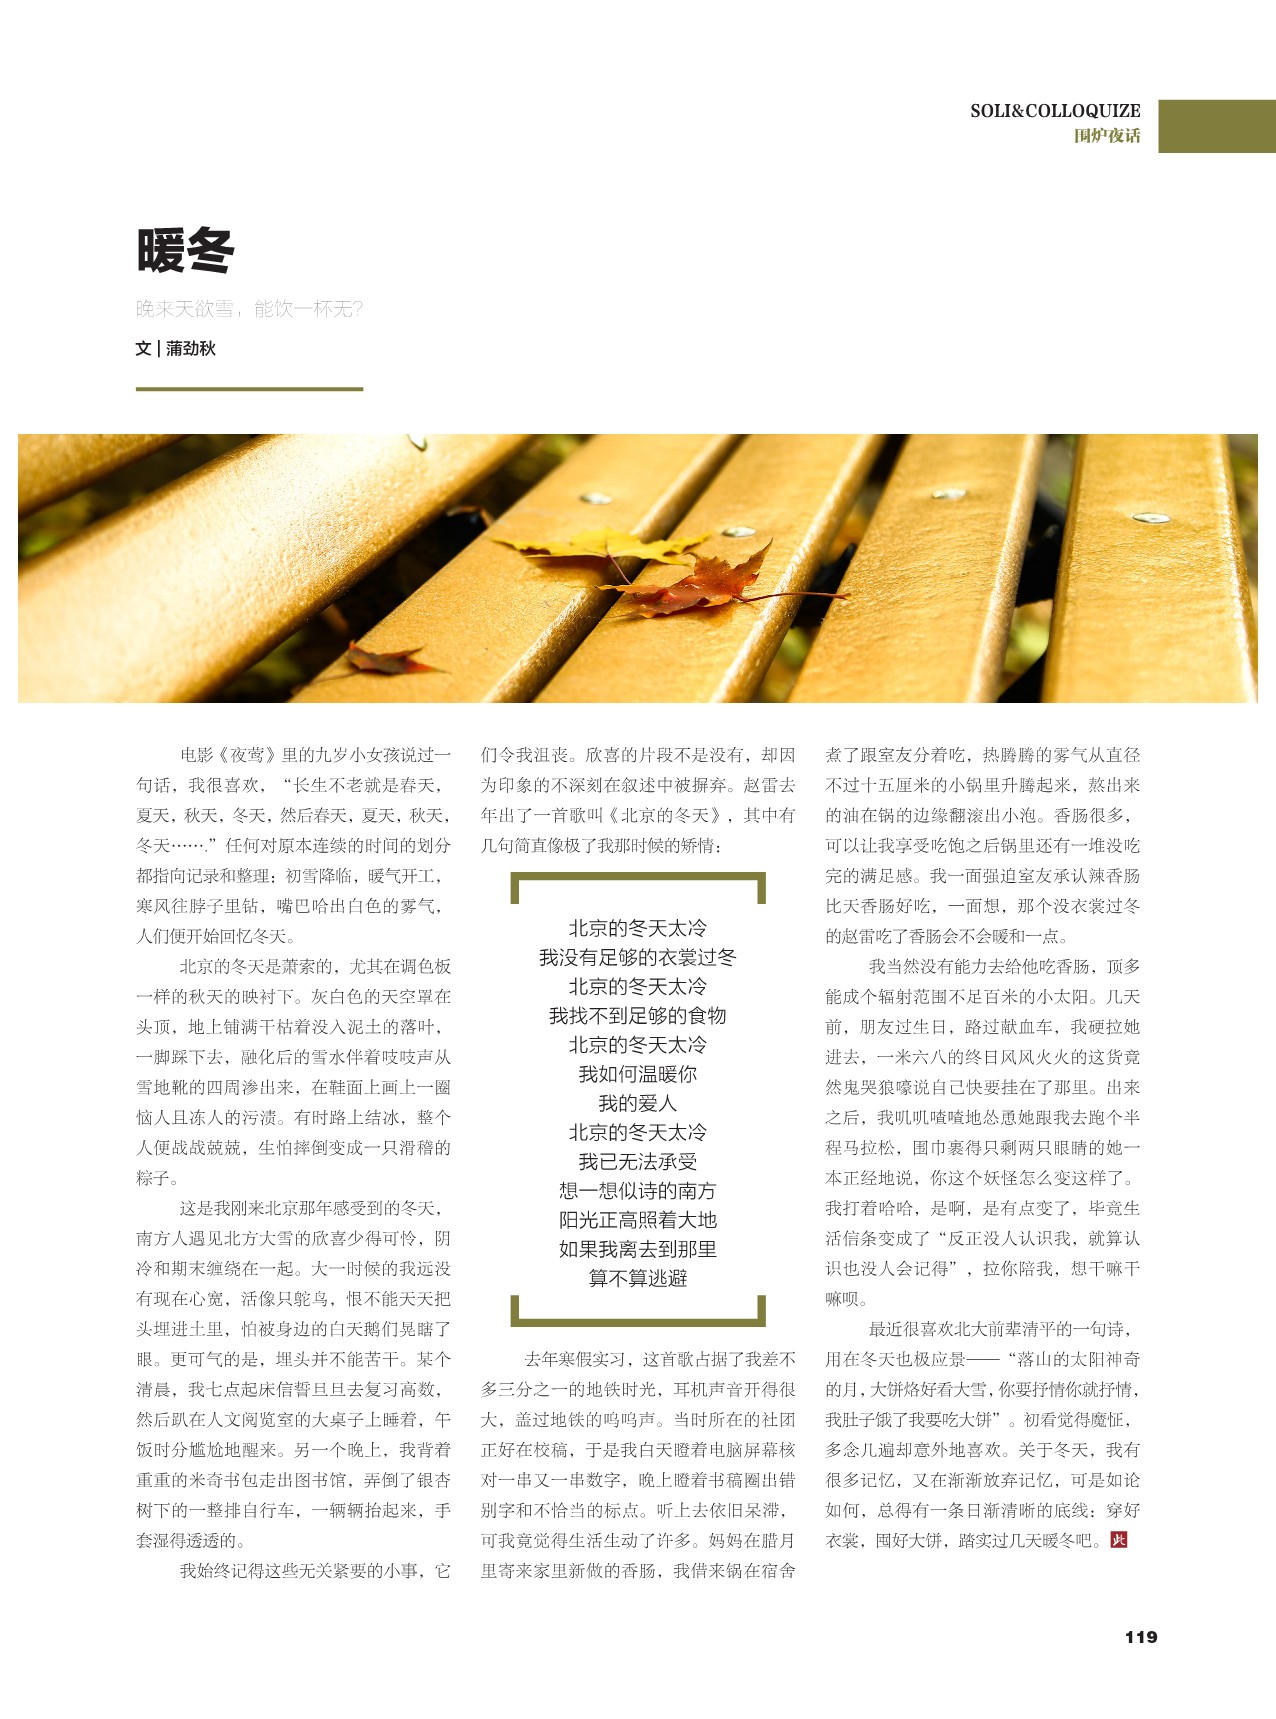 SOLI&COLLOQUIZE
围炉夜话
暖冬
晚来天欲雪，能饮一杯无？
文 | 蒲劲秋
电影《夜莺》里的九岁小女孩说过一
句话，我很喜欢，“长生不老就是春天，
夏天，秋天，冬天，然后春天，夏天，秋天，
冬天…….”任何对原本连续的时间的划分
都指向记录和整理：初雪降临，暖气开工，
寒风往脖子里钻，嘴巴哈出白色的雾气，
人们便开始回忆冬天。
北京的冬天是萧索的，尤其在调色板
一样的秋天的映衬下。灰白色的天空罩在
头顶，地上铺满干枯着没入泥土的落叶，
一脚踩下去，融化后的雪水伴着吱吱声从
雪地靴的四周渗出来，在鞋面上画上一圈
恼人且冻人的污渍。有时路上结冰，整个
人便战战兢兢，生怕摔倒变成一只滑稽的
粽子。
这是我刚来北京那年感受到的冬天，
南方人遇见北方大雪的欣喜少得可怜，阴
冷和期末缠绕在一起。大一时候的我远没
有现在心宽，活像只鸵鸟，恨不能天天把
头埋进土里，怕被身边的白天鹅们晃瞎了
眼。更可气的是，埋头并不能苦干。某个
清晨，我七点起床信誓旦旦去复习高数，
然后趴在人文阅览室的大桌子上睡着，午
饭时分尴尬地醒来。另一个晚上，我背着
重重的米奇书包走出图书馆，弄倒了银杏
树下的一整排自行车，一辆辆抬起来，手
套湿得透透的。
我始终记得这些无关紧要的小事，它
们令我沮丧。欣喜的片段不是没有，却因
为印象的不深刻在叙述中被摒弃。赵雷去
年出了一首歌叫《北京的冬天》，其中有
几句简直像极了我那时候的矫情：
北京的冬天太冷
我没有足够的衣裳过冬
北京的冬天太冷
我找不到足够的食物
北京的冬天太冷
我如何温暖你
我的爱人
北京的冬天太冷
我已无法承受
想一想似诗的南方
阳光正高照着大地
如果我离去到那里
算不算逃避
去年寒假实习，这首歌占据了我差不
多三分之一的地铁时光，耳机声音开得很
大，盖过地铁的呜呜声。当时所在的社团
正好在校稿，于是我白天瞪着电脑屏幕核
对一串又一串数字，晚上瞪着书稿圈出错
别字和不恰当的标点。听上去依旧呆滞，
可我竟觉得生活生动了许多。妈妈在腊月
里寄来家里新做的香肠，我借来锅在宿舍
煮了跟室友分着吃，热腾腾的雾气从直径
不过十五厘米的小锅里升腾起来，熬出来
的油在锅的边缘翻滚出小泡。香肠很多，
可以让我享受吃饱之后锅里还有一堆没吃
完的满足感。我一面强迫室友承认辣香肠
比天香肠好吃，一面想，那个没衣裳过冬
的赵雷吃了香肠会不会暖和一点。
我当然没有能力去给他吃香肠，顶多
能成个辐射范围不足百米的小太阳。几天
前，朋友过生日，路过献血车，我硬拉她
进去，一米六八的终日风风火火的这货竟
然鬼哭狼嚎说自己快要挂在了那里。出来
之后，我叽叽喳喳地怂恿她跟我去跑个半
程马拉松，围巾裹得只剩两只眼睛的她一
本正经地说，你这个妖怪怎么变这样了。
我打着哈哈，是啊，是有点变了，毕竟生
活信条变成了“反正没人认识我，就算认
识也没人会记得”，拉你陪我，想干嘛干
嘛呗。
最近很喜欢北大前辈清平的一句诗，
用在冬天也极应景——“落山的太阳神奇
的月，大饼烙好看大雪，你要抒情你就抒情，
我肚子饿了我要吃大饼”。初看觉得魔怔，
多念几遍却意外地喜欢。关于冬天，我有
很多记忆，又在渐渐放弃记忆，可是如论
如何，总得有一条日渐清晰的底线：穿好
衣裳，囤好大饼，踏实过几天暖冬吧。此
119